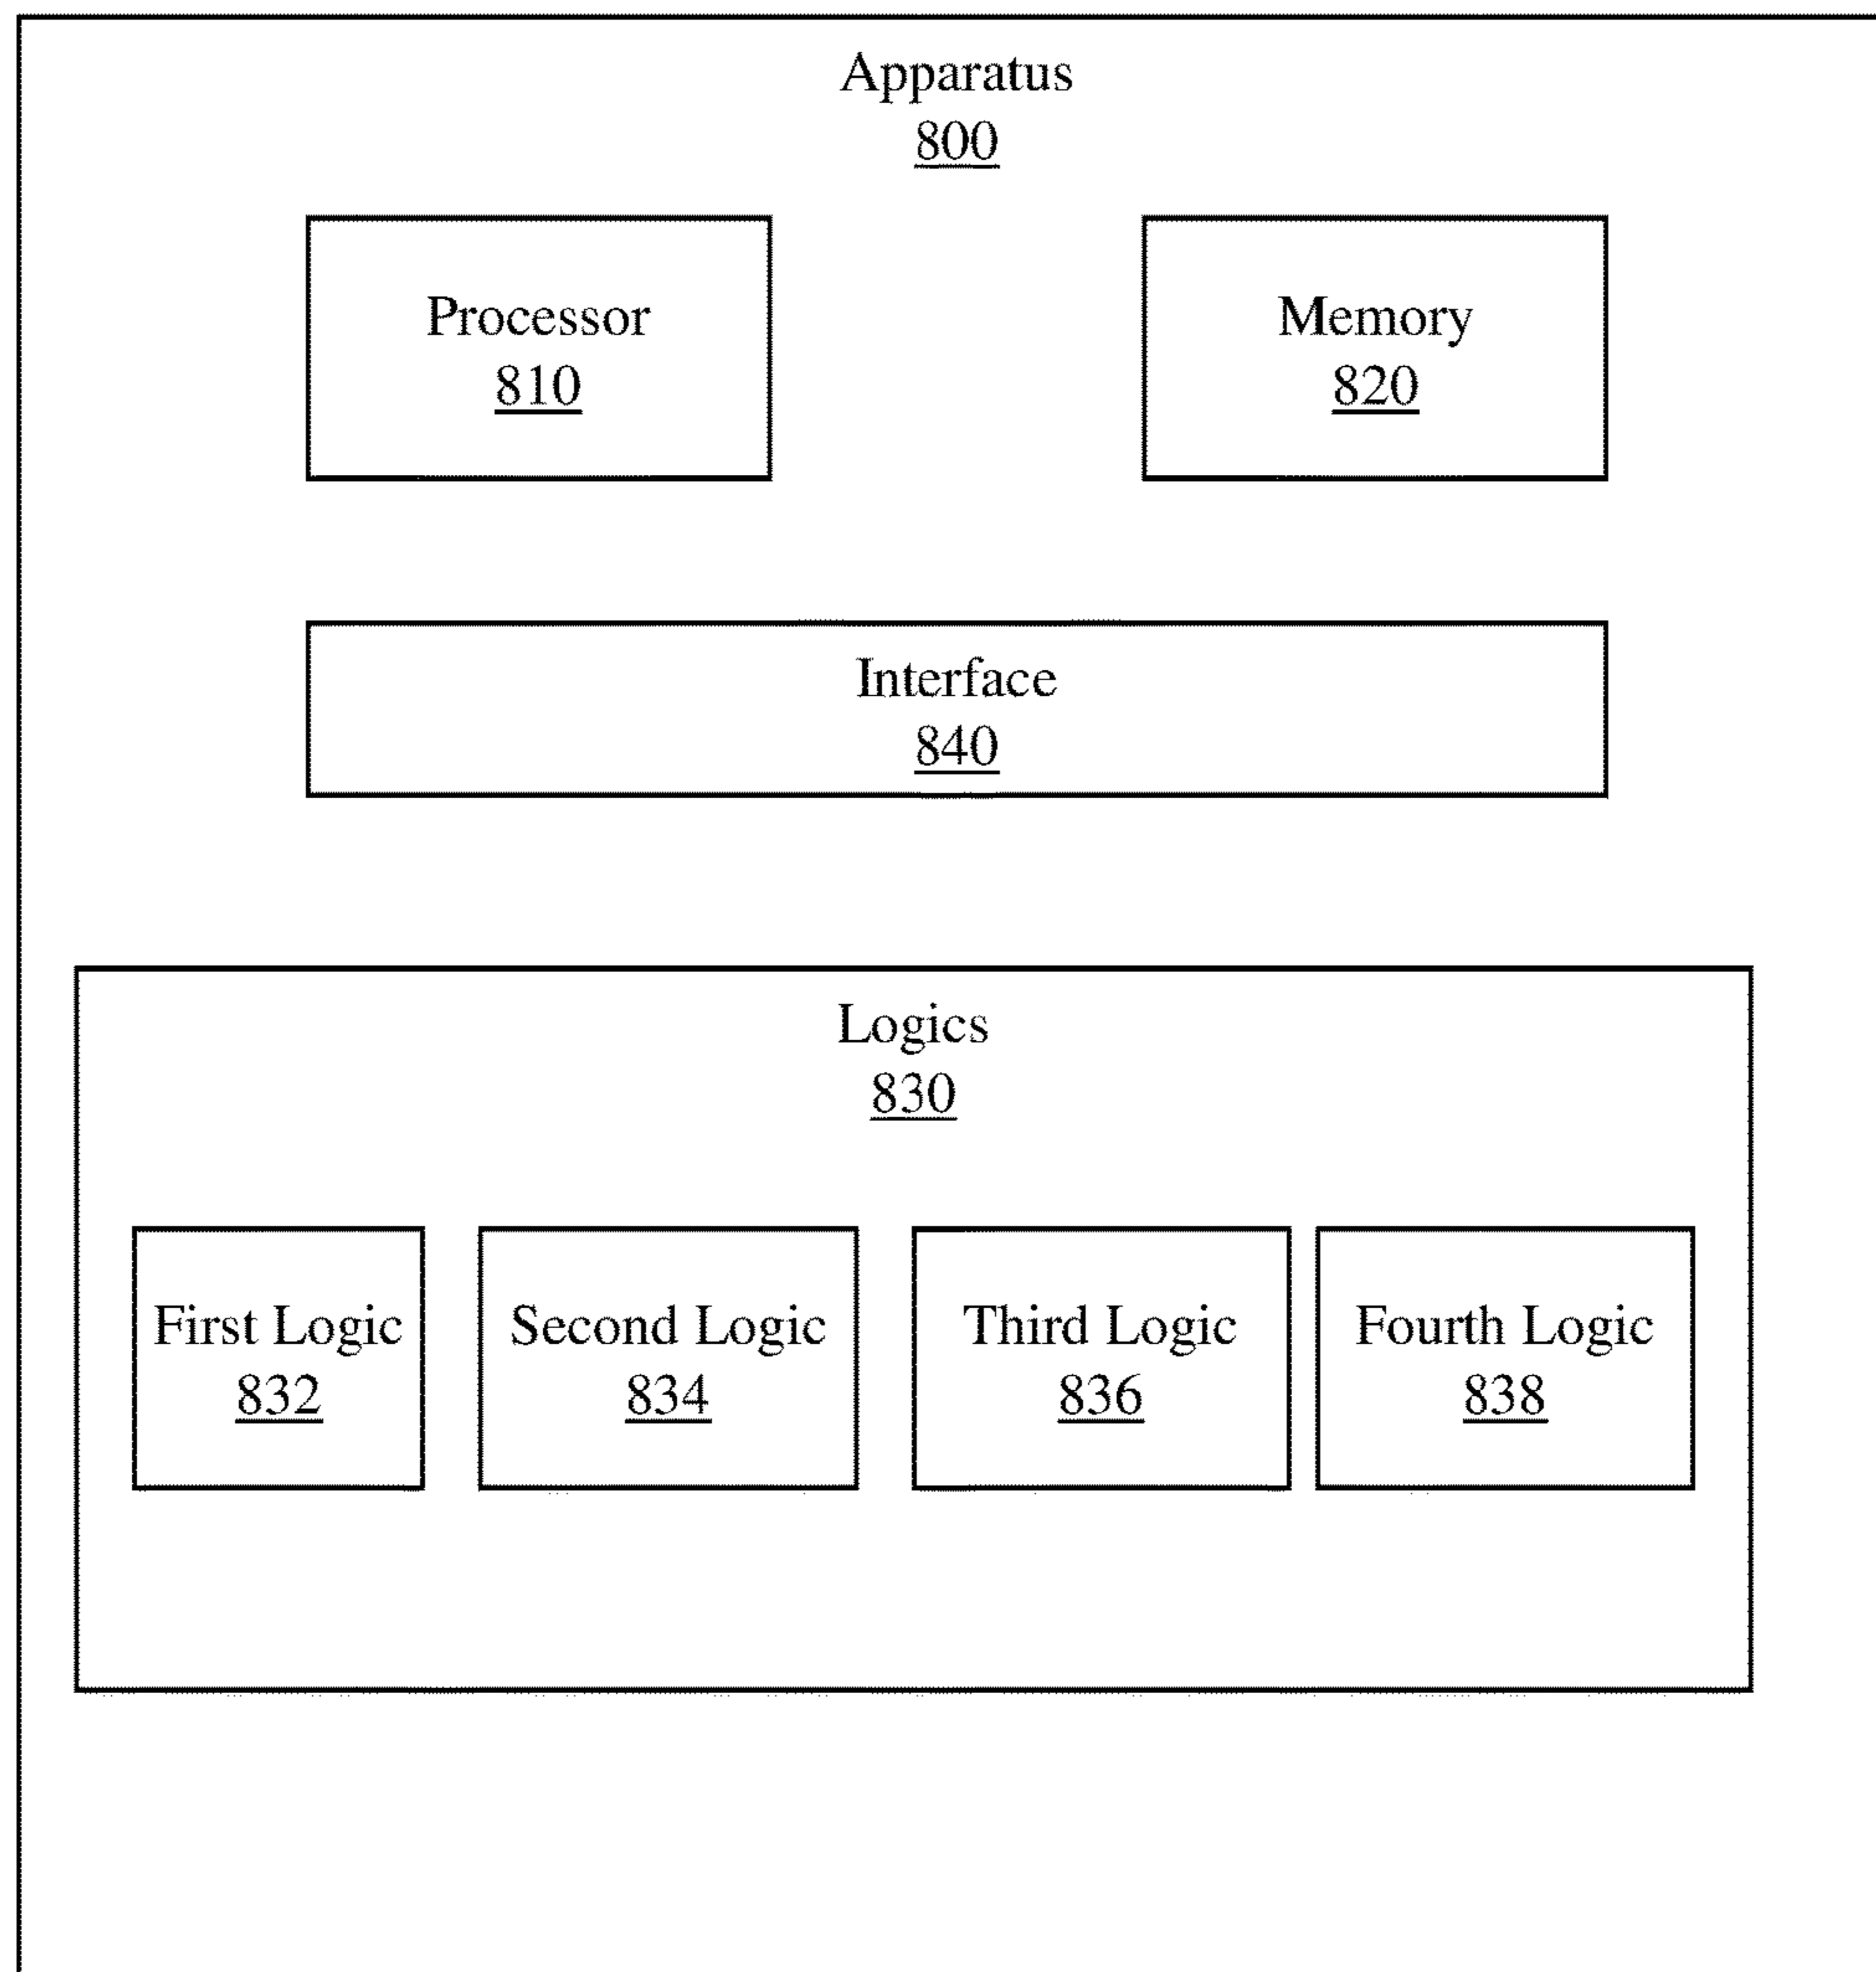 Apparatus
800
Processor
810
Memory
820
Interface
840
Logics
830
First Logic
832
Second Logic
834
Third Logic
836
Fourth Logic
838